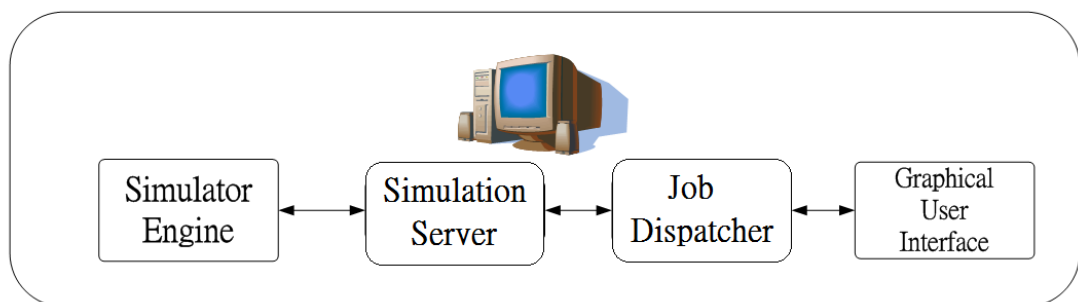 Simulator
Engine
Simulation
Server
Job
Dispatcher
Graphical
User
Interface